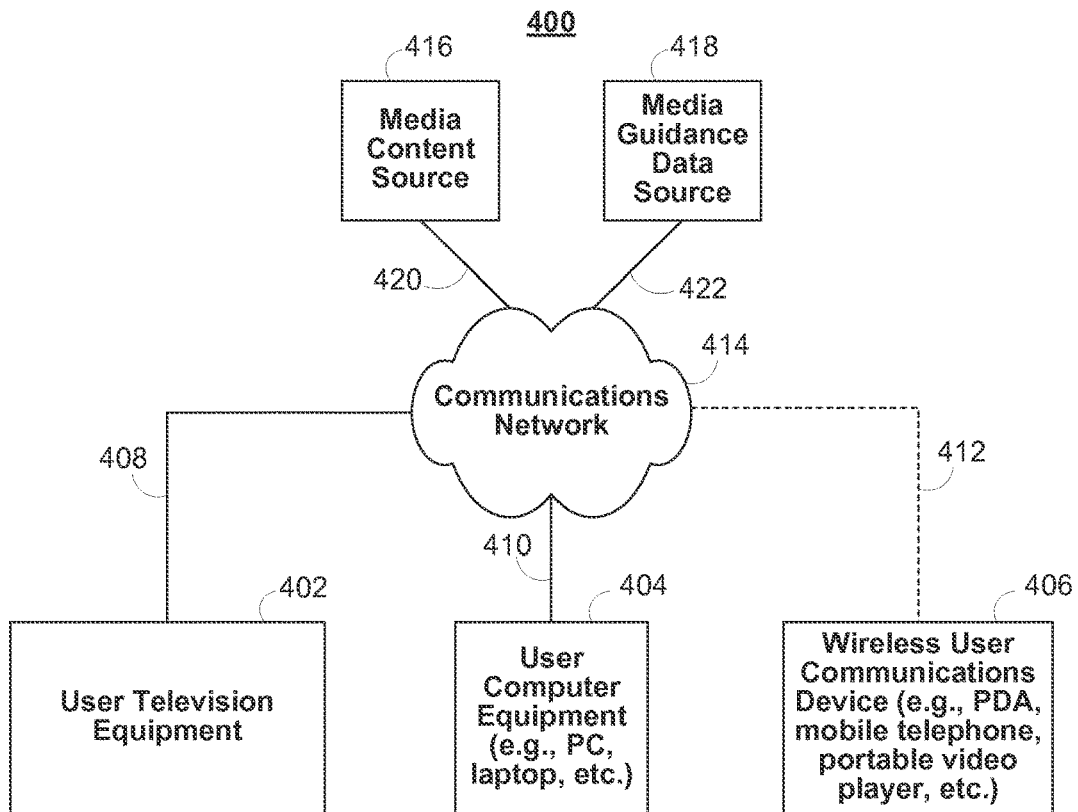 400
416
418
Media
Content
Source
Media
Guidance
Data
Source
420
422
414
Communications
Network
408
412
410
402
404
406
User Television
Equipment
User
Computer
Equipment
(e.g., PC,
laptop, etc.)
Wireless User
Communications
Device (e.g., PDA,
mobile telephone,
portable video
player, etc.)